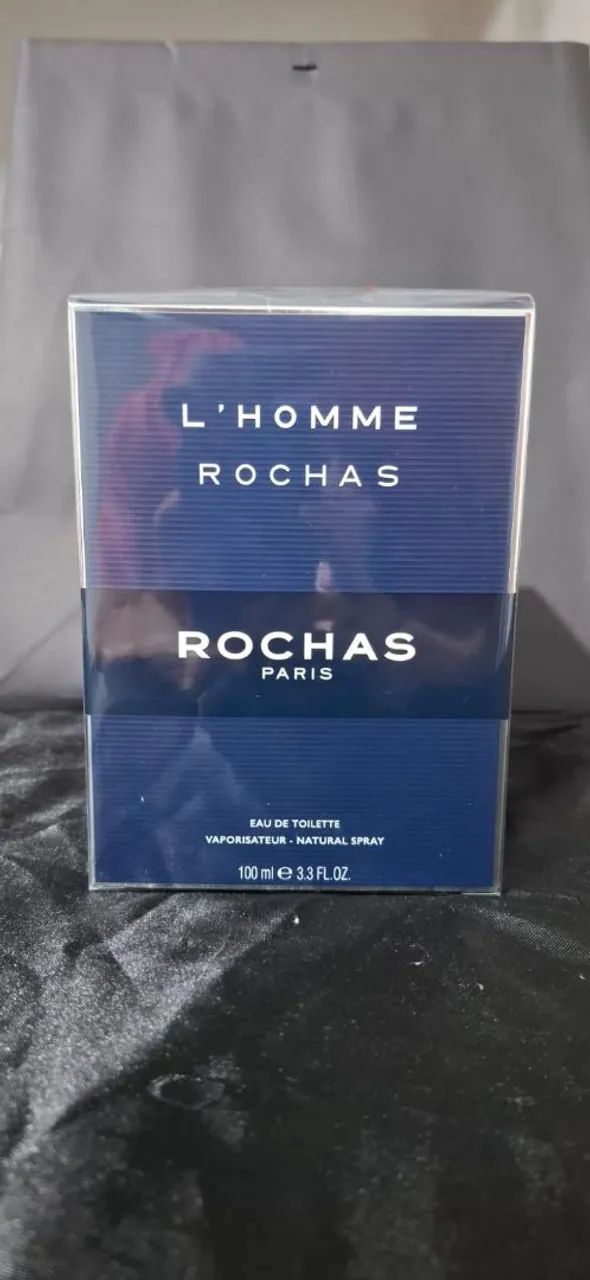 L'HOMME
ROCHAS
ROCHAS
PARIS
EAU DE TOILETTE
VAPORISATEUR - NATURAL SPRAY
100 ml ℮ 3.3 FL.OZ.